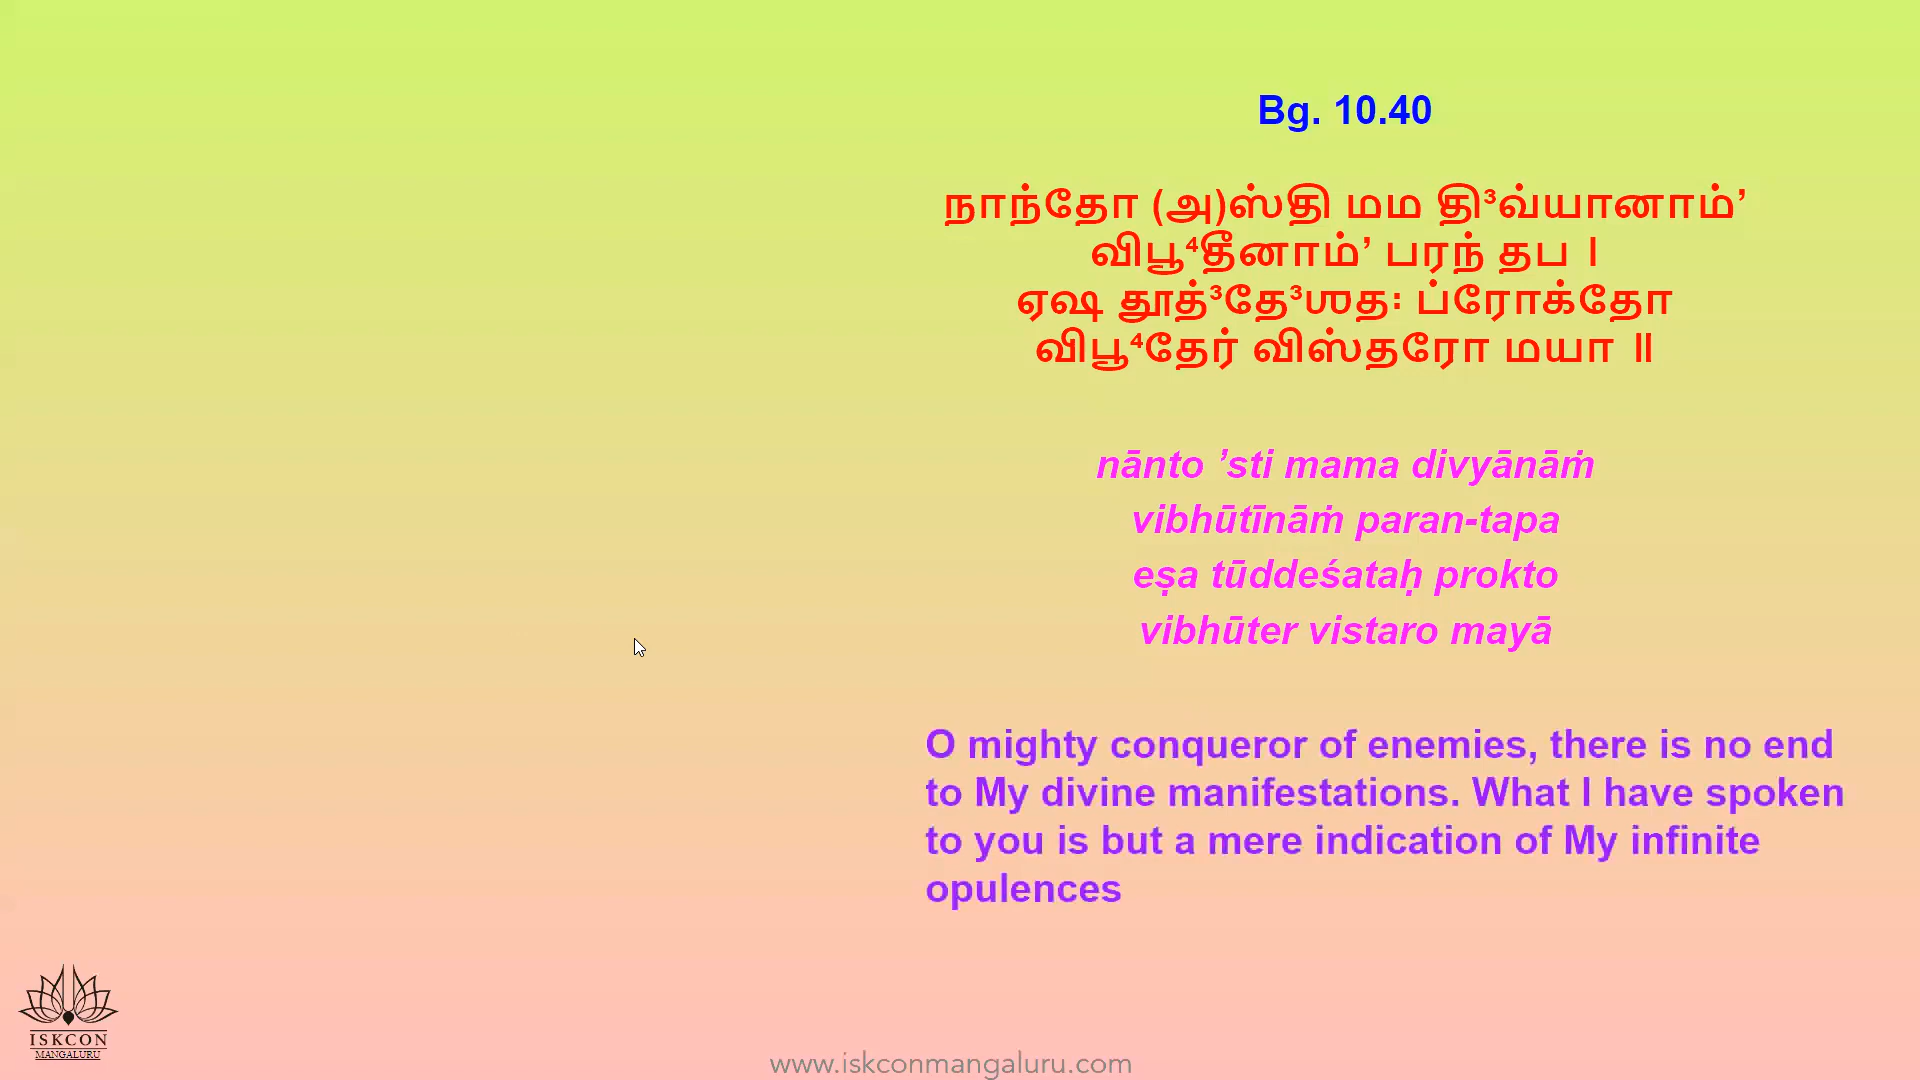 Bg. 10.40
நாந்தோ (அ)ஸ்தி மம தி³வ்யானாம்’
விபூ⁴தீனாம்’ பரந் தப ।
ஏஷ தூத்³தே³ஶத꞉ ப்ரோக்தோ
விபூ⁴தேர் விஸ்தரோ மயா ॥
nānto ’sti mama divyānāṁ
vibhūtīnāṁ paran-tapa
eṣa tūddeśataḥ prokto
vibhūter vistaro mayā
O mighty conqueror of enemies, there is no end
to My divine manifestations. What I have spoken
to you is but a mere indication of My infinite
opulences
ISKCON
MANGALURU
www.iskconmangaluru.com